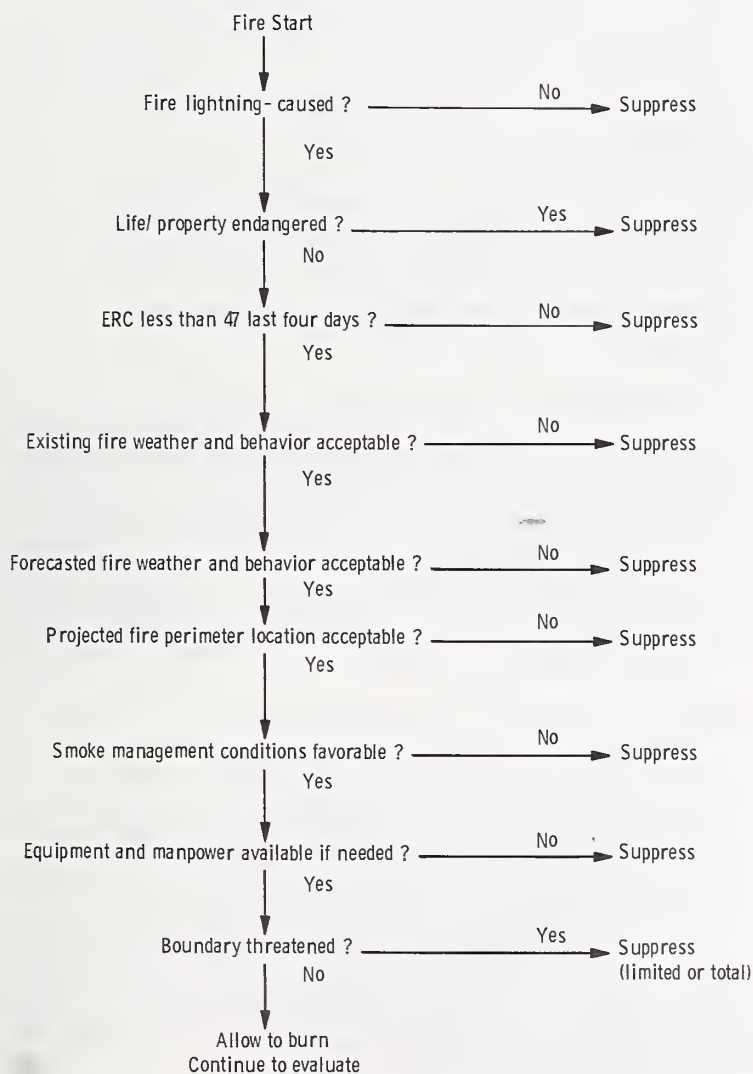 Fire Start
Fire lightning-caused ? No Suppress
Yes
Life/ property endangered ? Yes Suppress
No
ERC less than 47 last four days ? No Suppress
Yes
Existing fire weather and behavior acceptable ? No Suppress
Yes
Forecasted fire weather and behavior acceptable ? No Suppress
Yes
Projected fire perimeter location acceptable ? No Suppress
Yes
Smoke management conditions favorable ? No Suppress
Yes
Equipment and manpower available if needed ? No Suppress
Yes
Boundary threatened ? Yes Suppress
(limited or total)
No
Allow to burn
Continue to evaluate